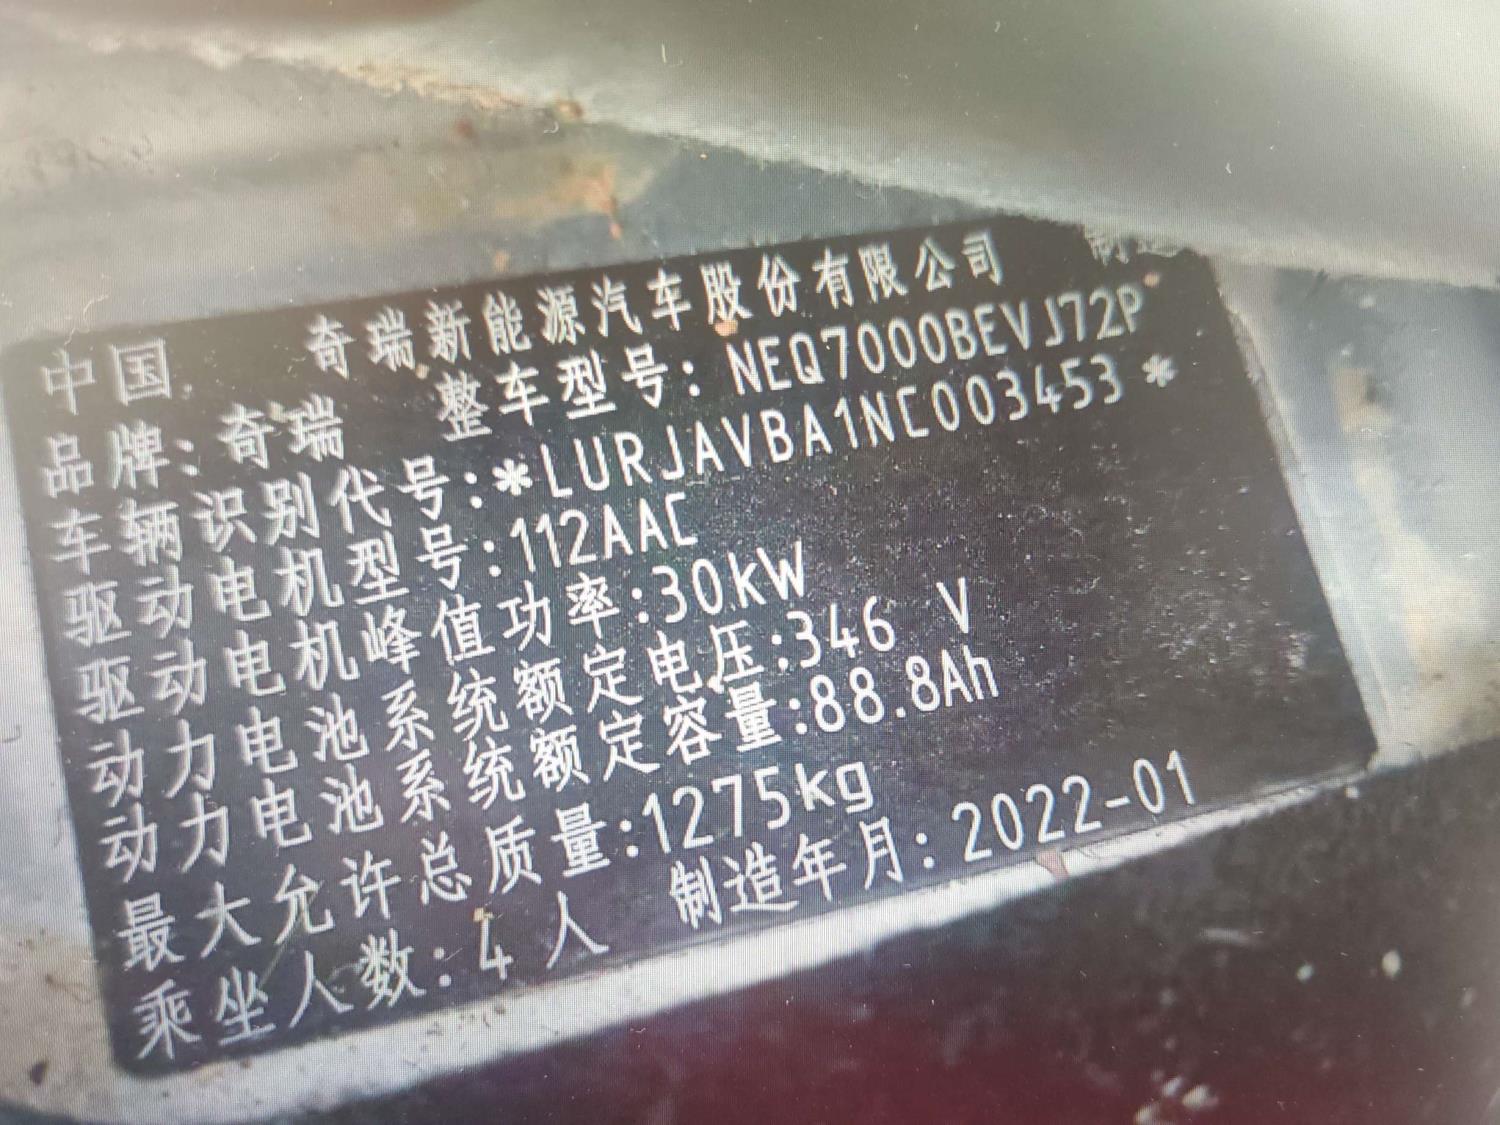 中国 奇瑞新能源汽车股份有限公司 制造
品牌:奇瑞 整车型号:NEQ7000BEVJ72P
车辆识别代号:*LURJAVBA1NC003453*
驱动电机型号:112AAC
驱动电机峰值功率:30kW
动力电池系统额定电压:346 V
动力电池系统额定容量:88.8Ah
最大允许总质量:1275kg
乘坐人数:4人 制造年月:2022-01